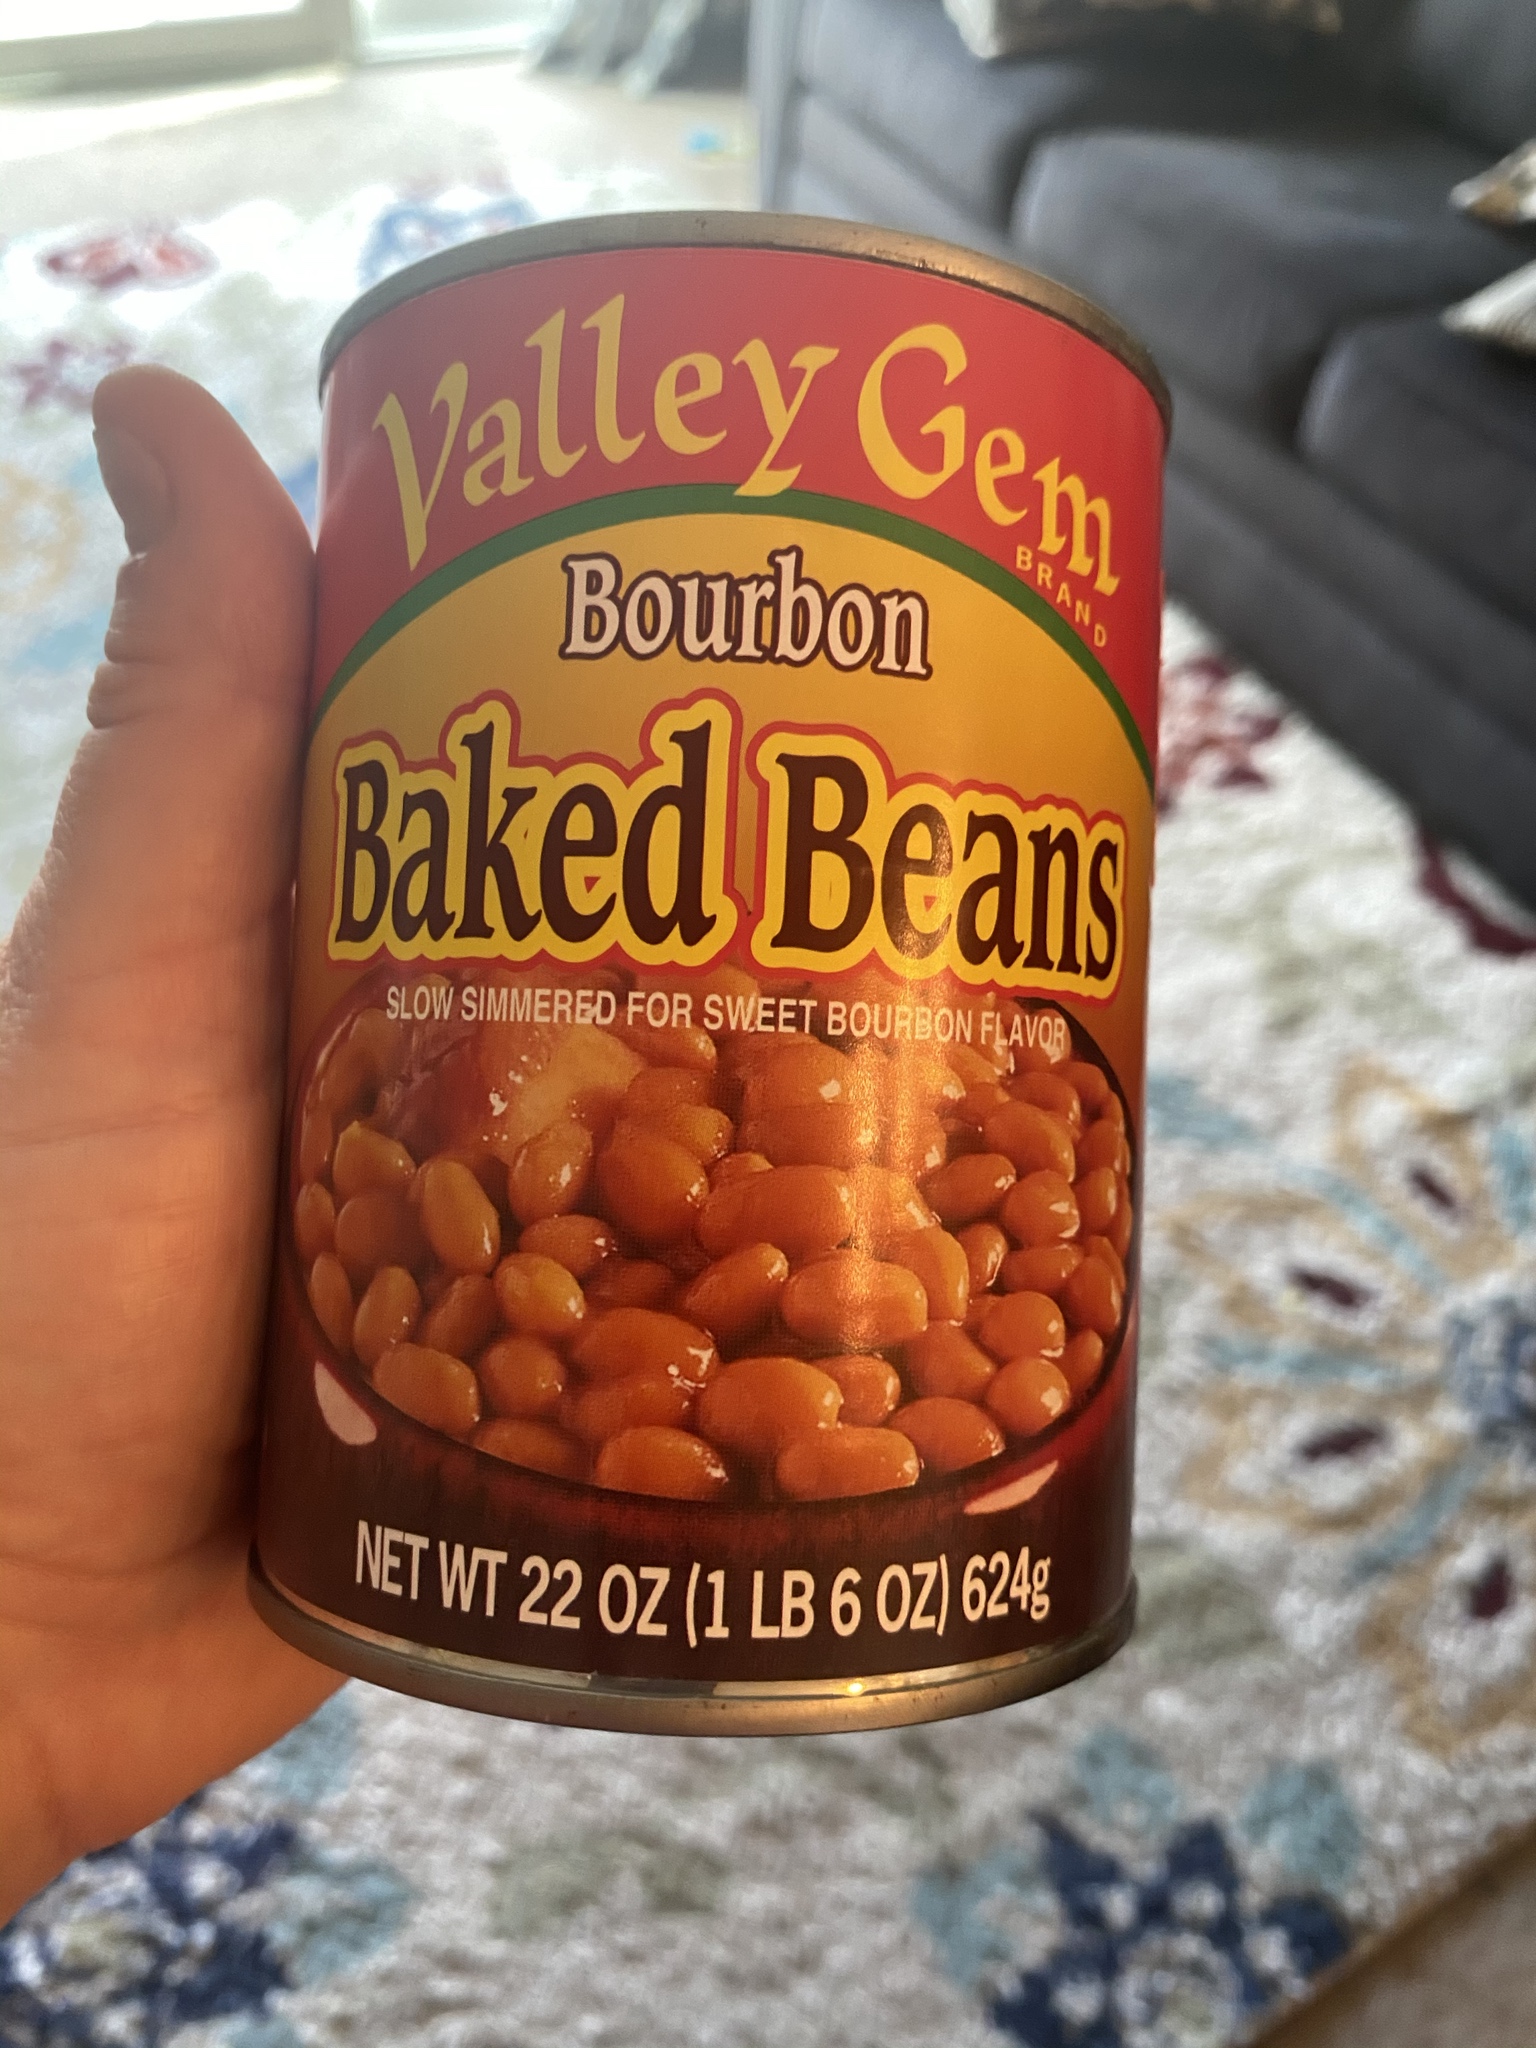 Valley Gem
BRAND
Bourbon
Baked Beans
SLOW SIMMERED FOR SWEET BOURBON FLAVOR
NET WT 22 OZ (1 LB 6 OZ) 624g